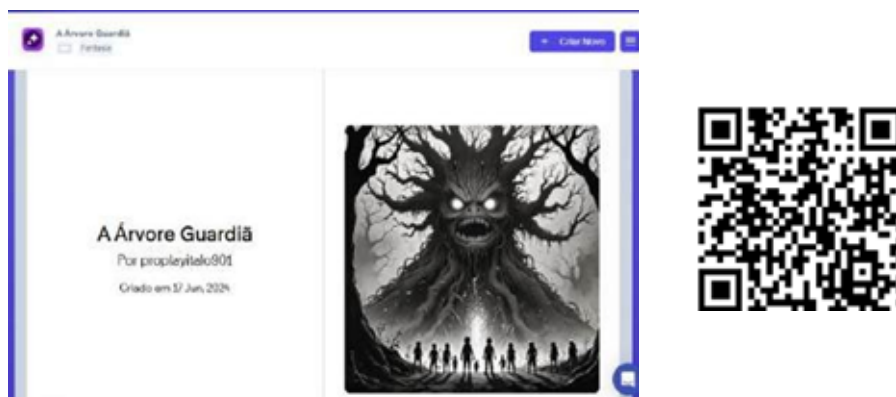 A Árvore Guardiã
Fantasia
Criar Novo
A Árvore Guardiã
Por proplayitalo901
Criado em 17 Jun, 2024